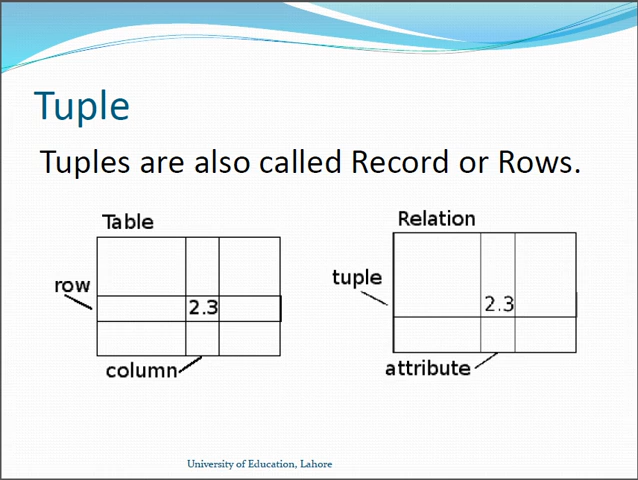 Tuple
Tuples are also called Record or Rows.
Table
row
2.3
column
Relation
tuple
2.3
attribute
University of Education, Lahore